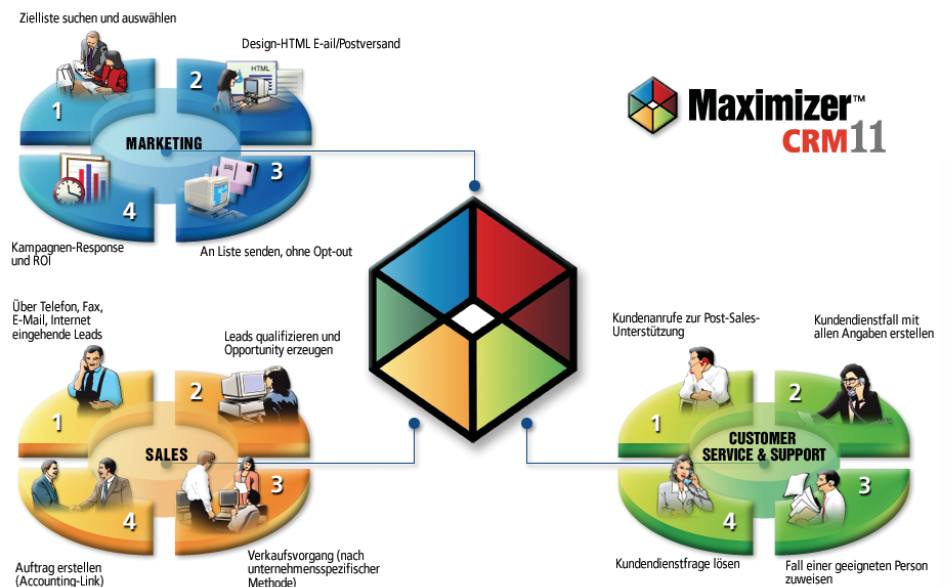 Zielliste suchen und auswählen
Design-HTML E-ail/Postversand
HTML
1
2
MARKETING
3
4
Kampagnen-Response
und ROI
An Liste senden, ohne Opt-out
Maximizer™
CRM11
Über Telefon, Fax,
E-Mail, Internet
eingehende Leads
Leads qualifizieren und
Opportunity erzeugen
1
2
SALES
3
4
Auftrag erstellen
(Accounting-Link)
Verkaufsvorgang (nach
unternehmensspezifischer
Methode)
Kundenanrufe zur Post-Sales-
Unterstützung
Kundendienstfall mit
allen Angaben erstellen
1
2
CUSTOMER
SERVICE & SUPPORT
3
4
Kundendienstfrage lösen
Fall einer geeigneten Person
zuweisen